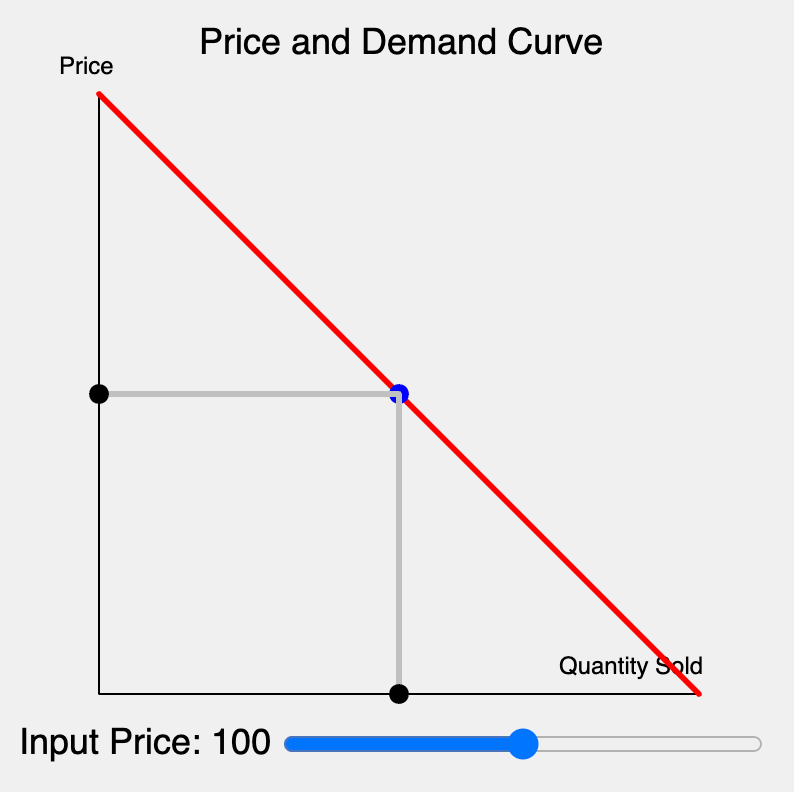 Price and Demand Curve
Price
Quantity Sold
Input Price: 100